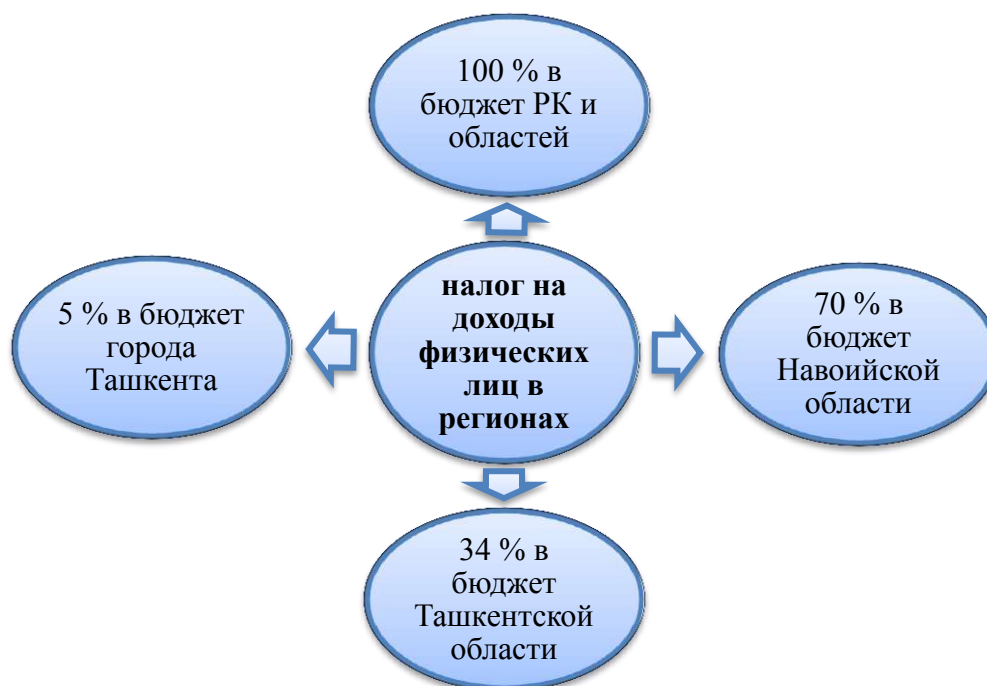 100 % в
бюджет РК и
областей
5 % в бюджет
города
Ташкента
налог на
доходы
физических
лиц в
регионах
70 % в
бюджет
Навоийской
области
34 % в
бюджет
Ташкентской
области